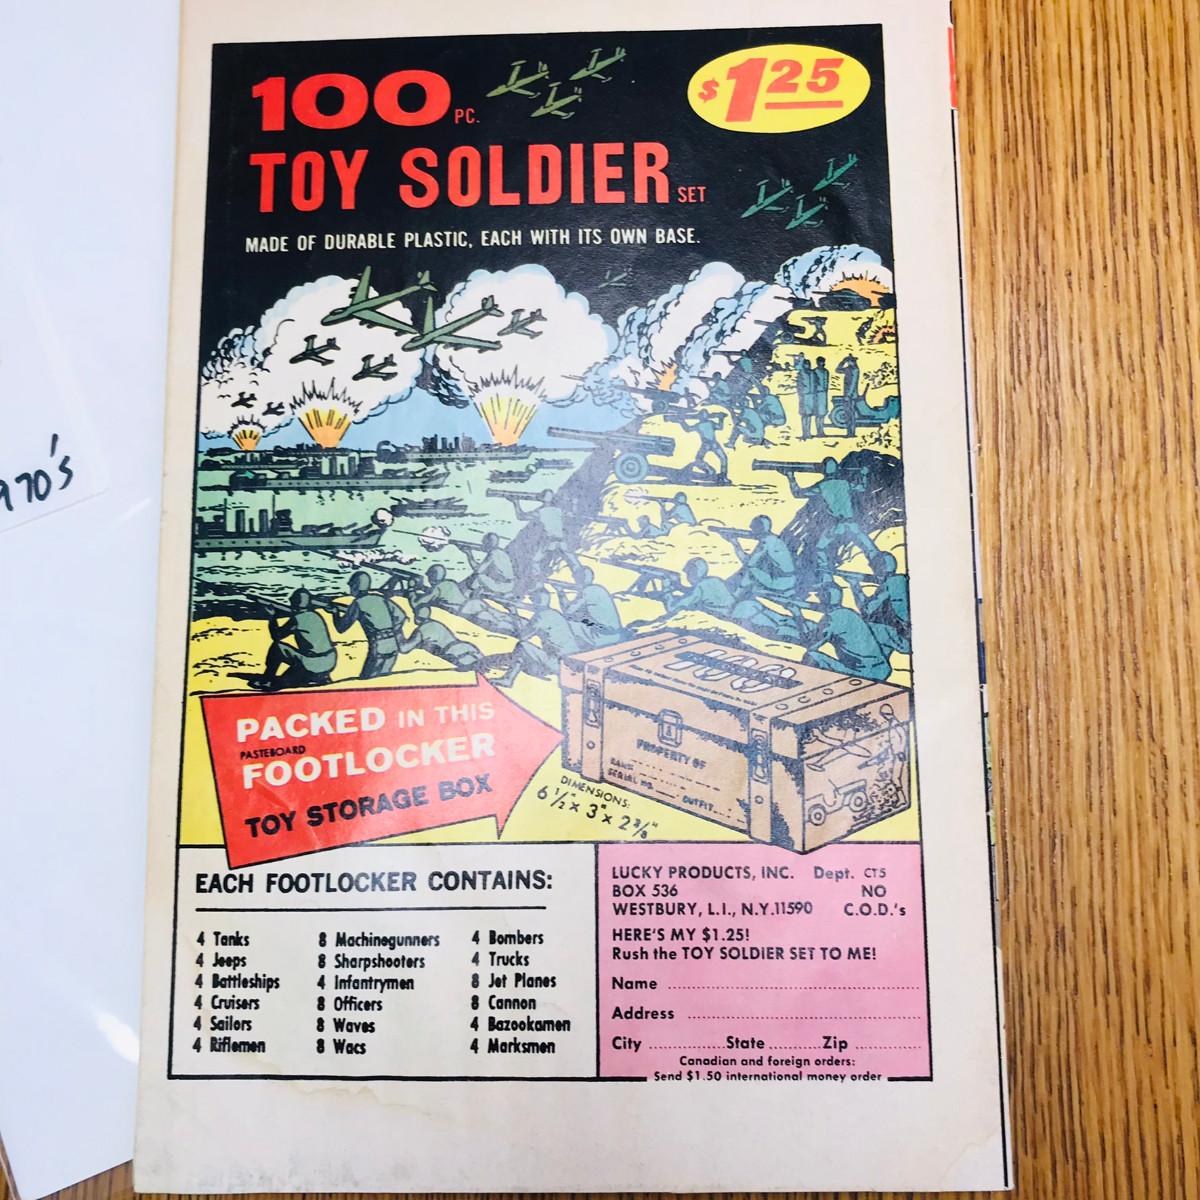 100 PC.
$1.25
TOY SOLDIER SET
MADE OF DURABLE PLASTIC, EACH WITH ITS OWN BASE.
970's
PACKED IN THIS
PASTEBOARD
FOOTLOCKER
TOY STORAGE BOX
100
PROPERTY OF
SERIAL NO. OUTFIT
DIMENSIONS:
6 1/2" x 3" x 2 3/8"
EACH FOOTLOCKER CONTAINS:
4 Tanks
4 Jeeps
4 Battleships
4 Cruisers
4 Sailors
4 Riflemen
8 Machinegunners
8 Sharpshooters
4 Infantrymen
8 Officers
8 Waves
8 Wacs
4 Bombers
4 Trucks
8 Jet Planes
8 Cannon
4 Bazookamen
4 Marksmen
LUCKY PRODUCTS, INC. Dept. CT5
BOX 536 NO
WESTBURY, L.I., N.Y.11590 C.O.D.'s
HERE'S MY $1.25!
Rush the TOY SOLDIER SET TO ME!
Name
Address
City State Zip
Canadian and foreign orders:
Send $1.50 international money order